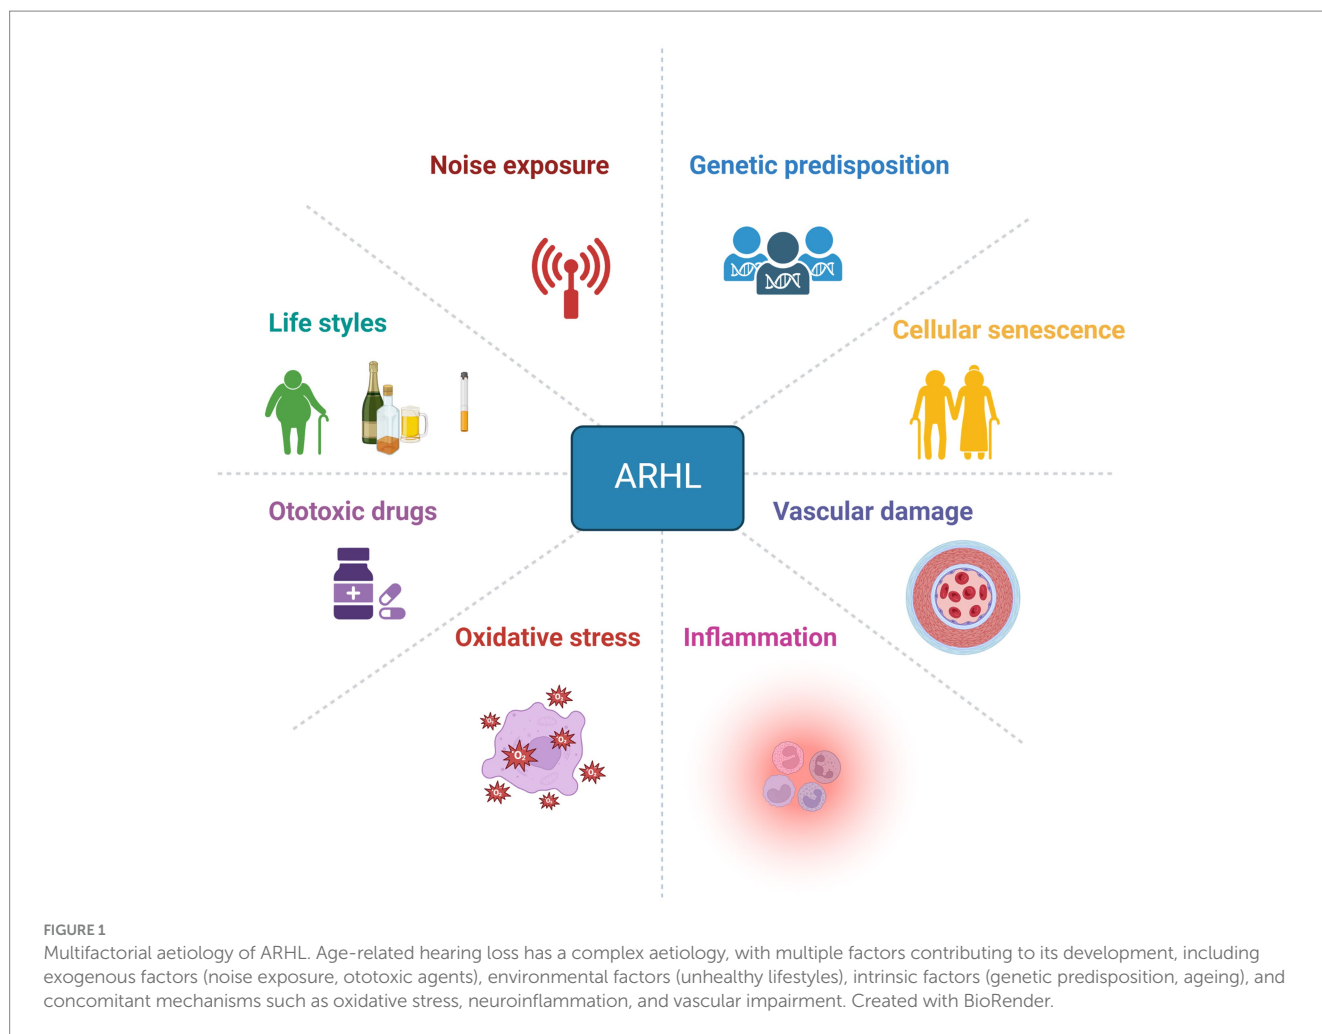 Noise exposure
Genetic predisposition
Life styles
Cellular senescence
ARHL
Ototoxic drugs
Vascular damage
Oxidative stress
Inflammation
O₂
FIGURE 1
Multifactorial aetiology of ARHL. Age-related hearing loss has a complex aetiology, with multiple factors contributing to its development, including
exogenous factors (noise exposure, ototoxic agents), environmental factors (unhealthy lifestyles), intrinsic factors (genetic predisposition, ageing), and
concomitant mechanisms such as oxidative stress, neuroinflammation, and vascular impairment. Created with BioRender.